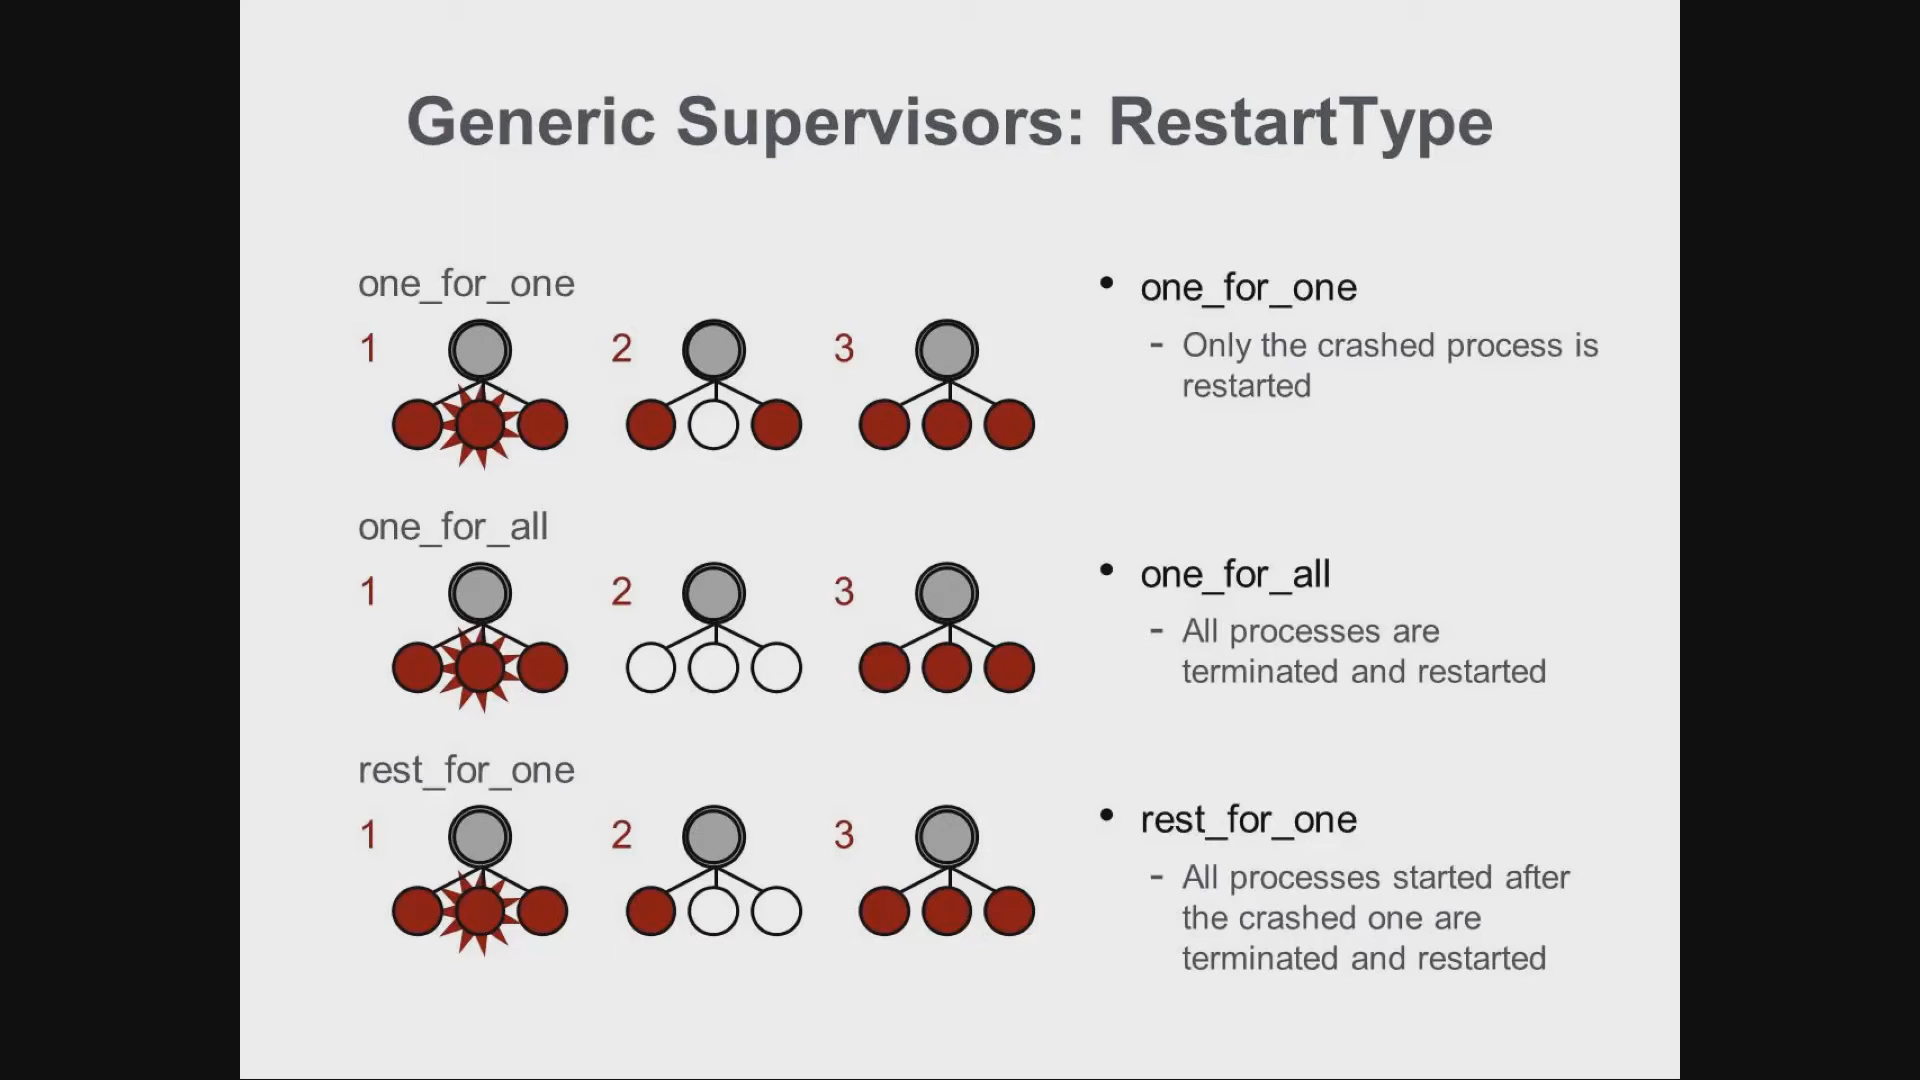 Generic Supervisors: RestartType
one_for_one
1 2 3
one_for_all
1 2 3
rest_for_one
1 2 3
• one_for_one
- Only the crashed process is
restarted
• one_for_all
- All processes are
terminated and restarted
• rest_for_one
- All processes started after
the crashed one are
terminated and restarted